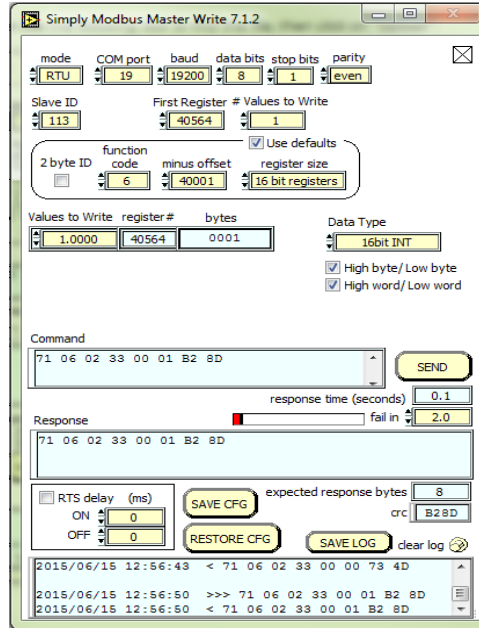 Simply Modbus Master Write 7.1.2
mode COM port baud data bits stop bits parity
RTU 19 19200 8 1 even
Slave ID First Register # Values to Write
113 40564 1
Use defaults
2 byte ID function code minus offset register size
6 40001 16 bit registers
Values to Write register# bytes
1.0000 40564 0001
Data Type
16bit INT
High byte/Low byte
High word/Low word
Command
71 06 02 33 00 01 B2 8D
SEND
response time (seconds) 0.1
Response fail in 2.0
71 06 02 33 00 01 B2 8D
RTS delay (ms)
ON 0
OFF 0
SAVE CFG
RESTORE CFG
expected response bytes 8
crc B28D
SAVE LOG clear log
2015/06/15 12:56:43 < 71 06 02 33 00 00 73 4D
2015/06/15 12:56:50 >>> 71 06 02 33 00 01 B2 8D
2015/06/15 12:56:50 < 71 06 02 33 00 01 B2 8D